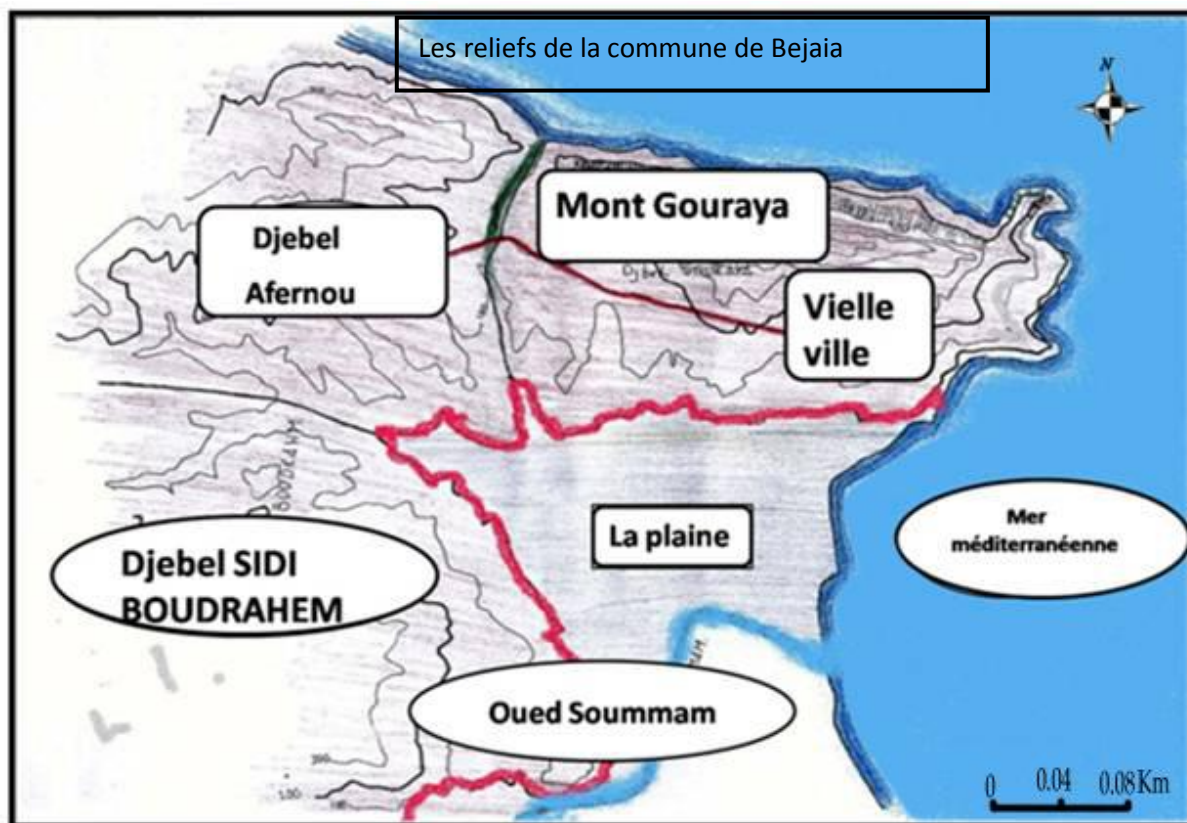 Les reliefs de la commune de Bejaia
N
Mont Gouraya
Djebel
Afernou
Vielle
ville
La plaine
Mer
méditerranéenne
Djebel SIDI
BOUDRAHEM
BOUDRAHM
Oued Soummam
0 0.04 0.08Km